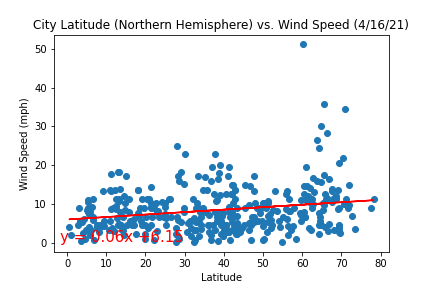 City Latitude (Northern Hemisphere) vs. Wind Speed (4/16/21)
Wind Speed (mph)
50
40
30
20
10
0
y = 0.06x +6.15
0 10 20 30 40 50 60 70 80
Latitude